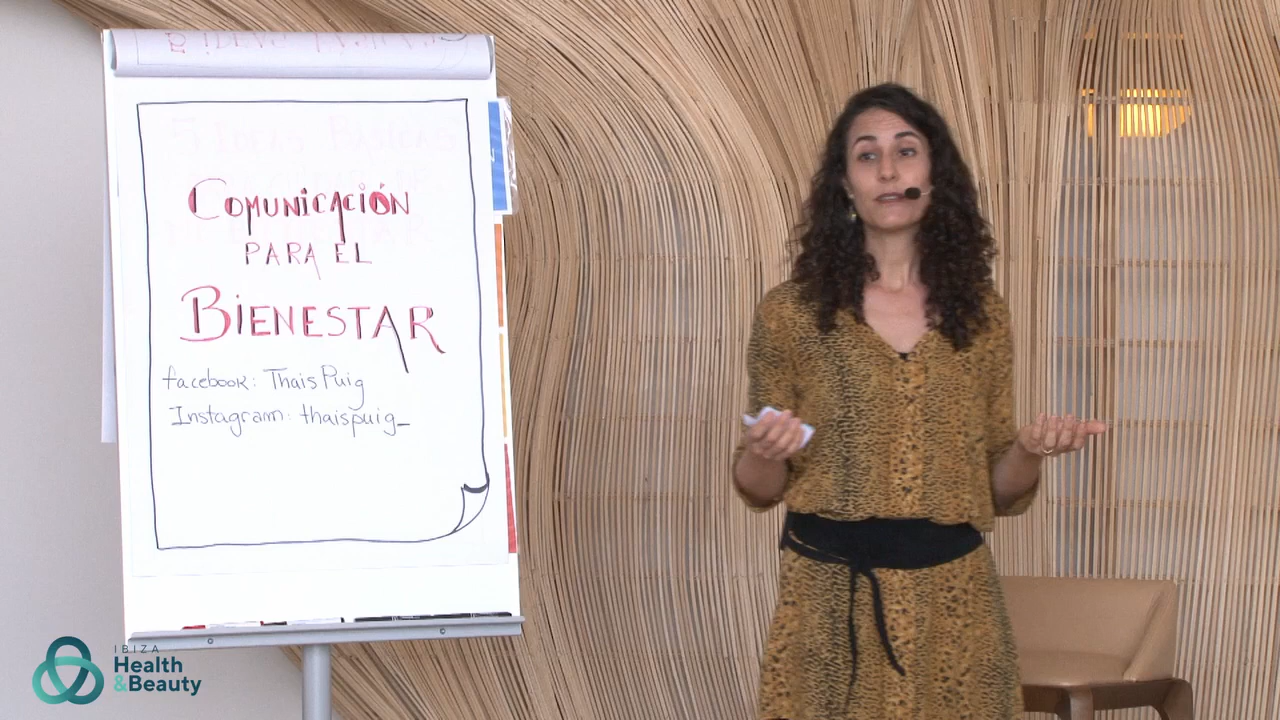 COMUNICACIÓN
PARA EL
BIENESTAR
facebook: Thais Puig
Instagram: thaispuig_
IBIZA
Health
&Beauty